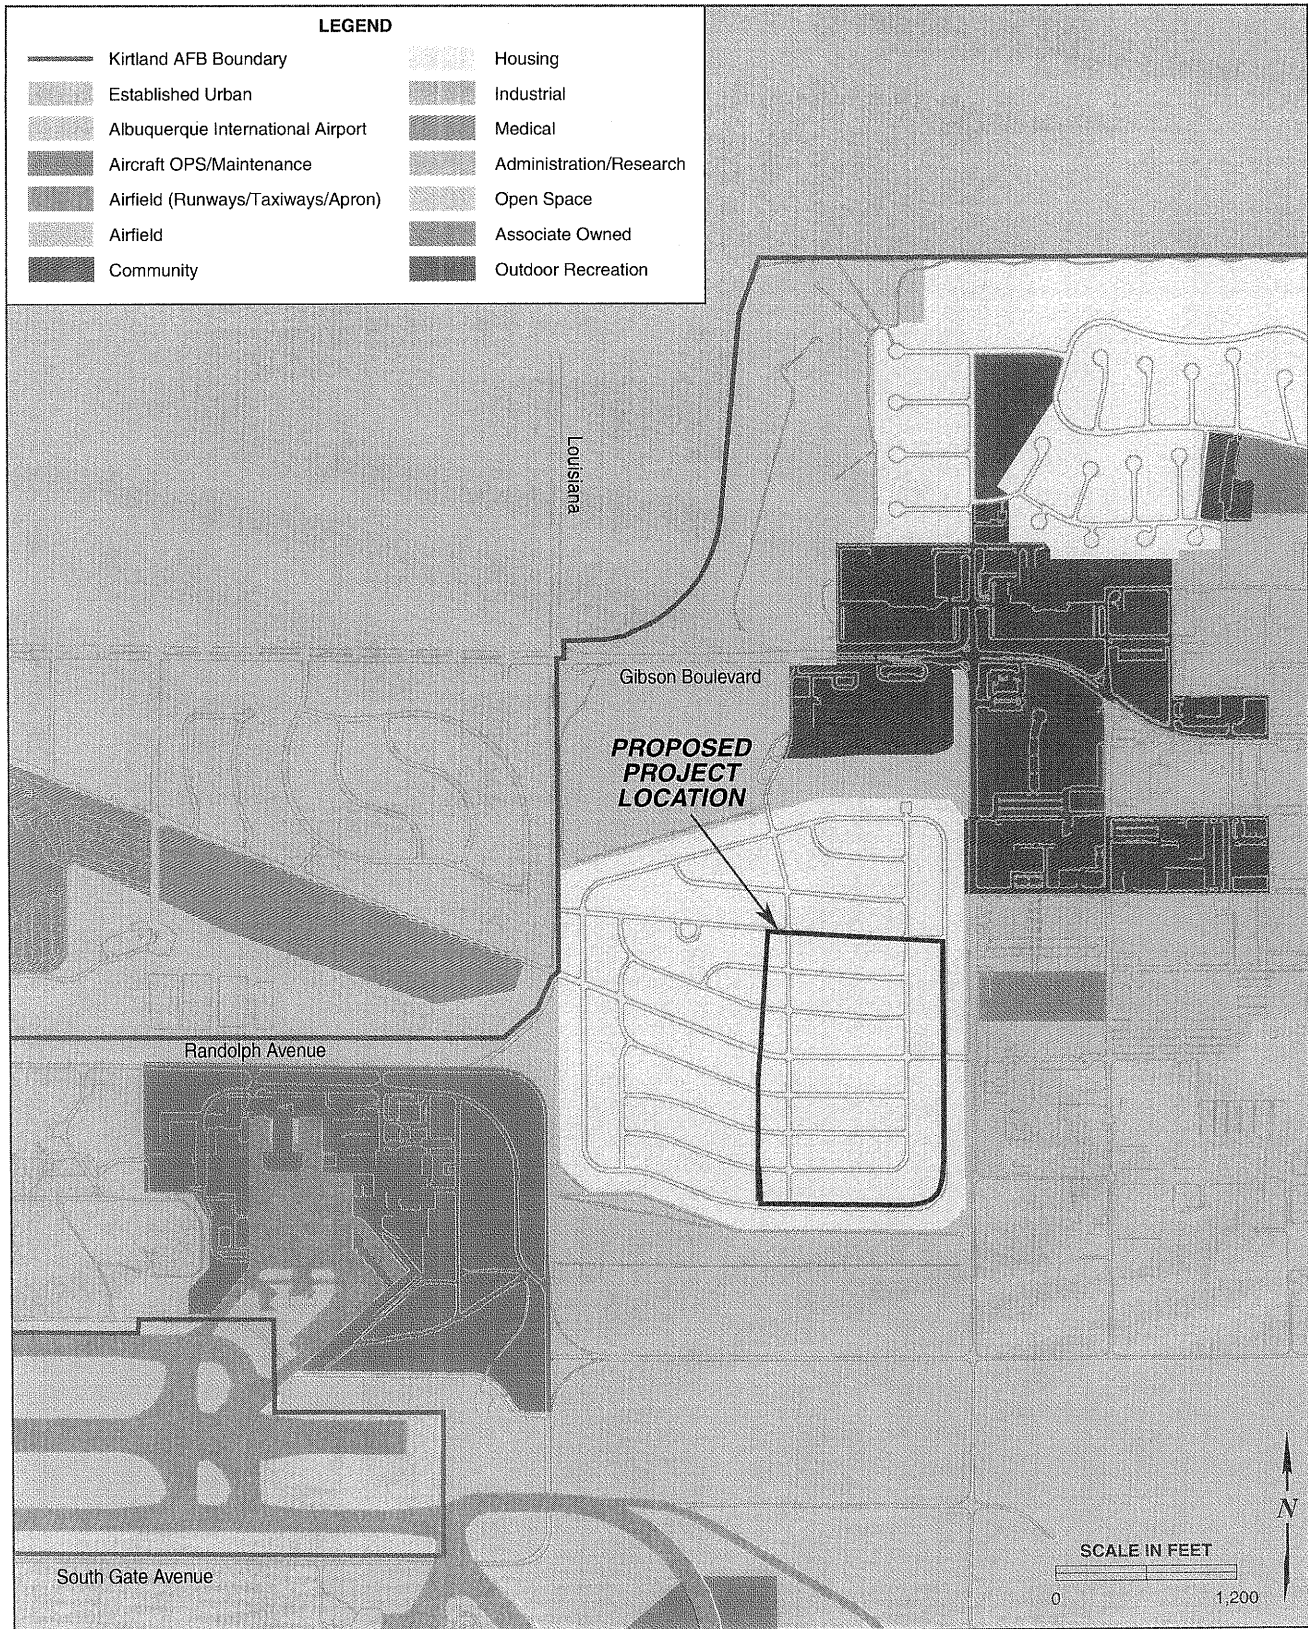 LEGEND
Kirtland AFB Boundary
Established Urban
Albuquerque International Airport
Aircraft OPS/Maintenance
Airfield (Runways/Taxiways/Apron)
Airfield
Community
Housing
Industrial
Medical
Administration/Research
Open Space
Associate Owned
Outdoor Recreation
Louisiana
Gibson Boulevard
PROPOSED
PROJECT
LOCATION
Randolph Avenue
South Gate Avenue
N
SCALE IN FEET
0 1,200